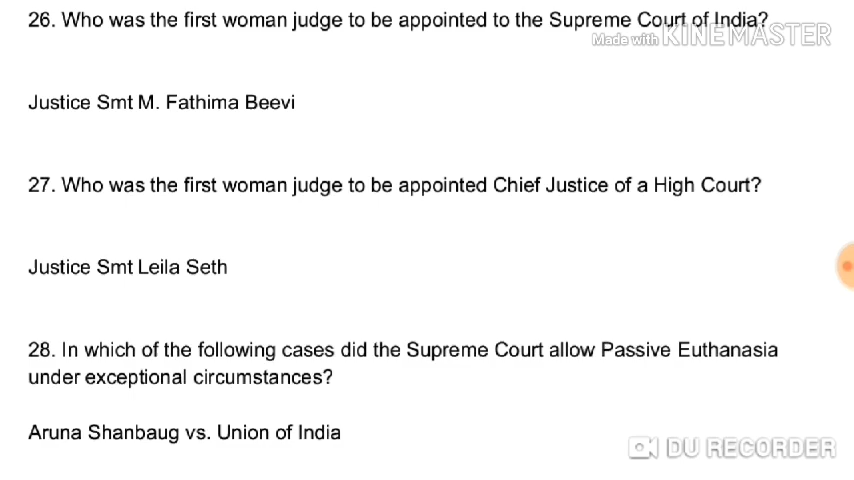 26. Who was the first woman judge to be appointed to the Supreme Court of India?
Made with KINEMASTER
Justice Smt M. Fathima Beevi
27. Who was the first woman judge to be appointed Chief Justice of a High Court?
Justice Smt Leila Seth
28. In which of the following cases did the Supreme Court allow Passive Euthanasia
under exceptional circumstances?
Aruna Shanbaug vs. Union of India
DU RECORDER